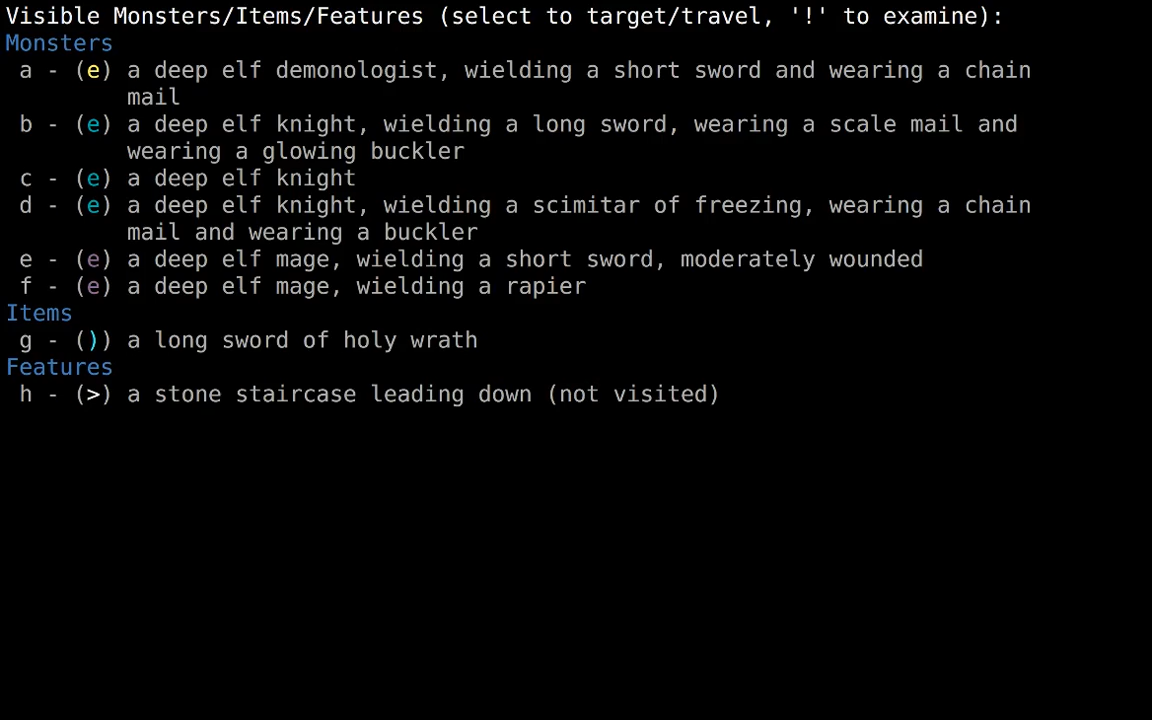 Visible Monsters/Items/Features (select to target/travel, '!' to examine):
Monsters
a - (e) a deep elf demonologist, wielding a short sword and wearing a chain
mail
b - (e) a deep elf knight, wielding a long sword, wearing a scale mail and
wearing a glowing buckler
c - (e) a deep elf knight
d - (e) a deep elf knight, wielding a scimitar of freezing, wearing a chain
mail and wearing a buckler
e - (e) a deep elf mage, wielding a short sword, moderately wounded
f - (e) a deep elf mage, wielding a rapier
Items
g - ()) a long sword of holy wrath
Features
h - (>) a stone staircase leading down (not visited)